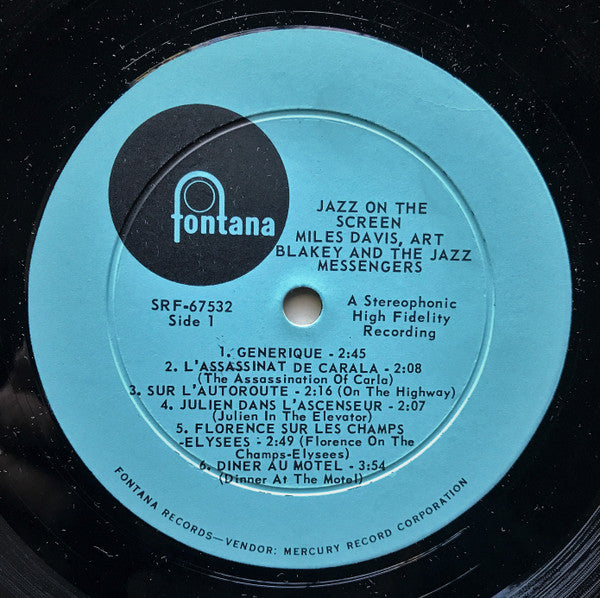 fontana
JAZZ ON THE
SCREEN
MILES DAVIS, ART
BLAKEY AND THE JAZZ
MESSENGERS
SRF-67532
Side 1
A Stereophonic
High Fidelity
Recording
1. GENERIQUE - 2:45
2. L'ASSASSINAT DE CARALA - 2:08
(The Assassination Of Carla)
3. SUR L'AUTOROUTE - 2:16 (On The Highway)
4. JULIEN DANS L'ASCENSEUR - 2:07
(Julien In The Elevator)
5. FLORENCE SUR LES CHAMPS
-ELYSEES - 2:49 (Florence On The
Champs-Elysees)
6. DINER AU MOTEL - 3:54
(Dinner At The Motel)
FONTANA RECORDS—VENDOR: MERCURY RECORD CORPORATION